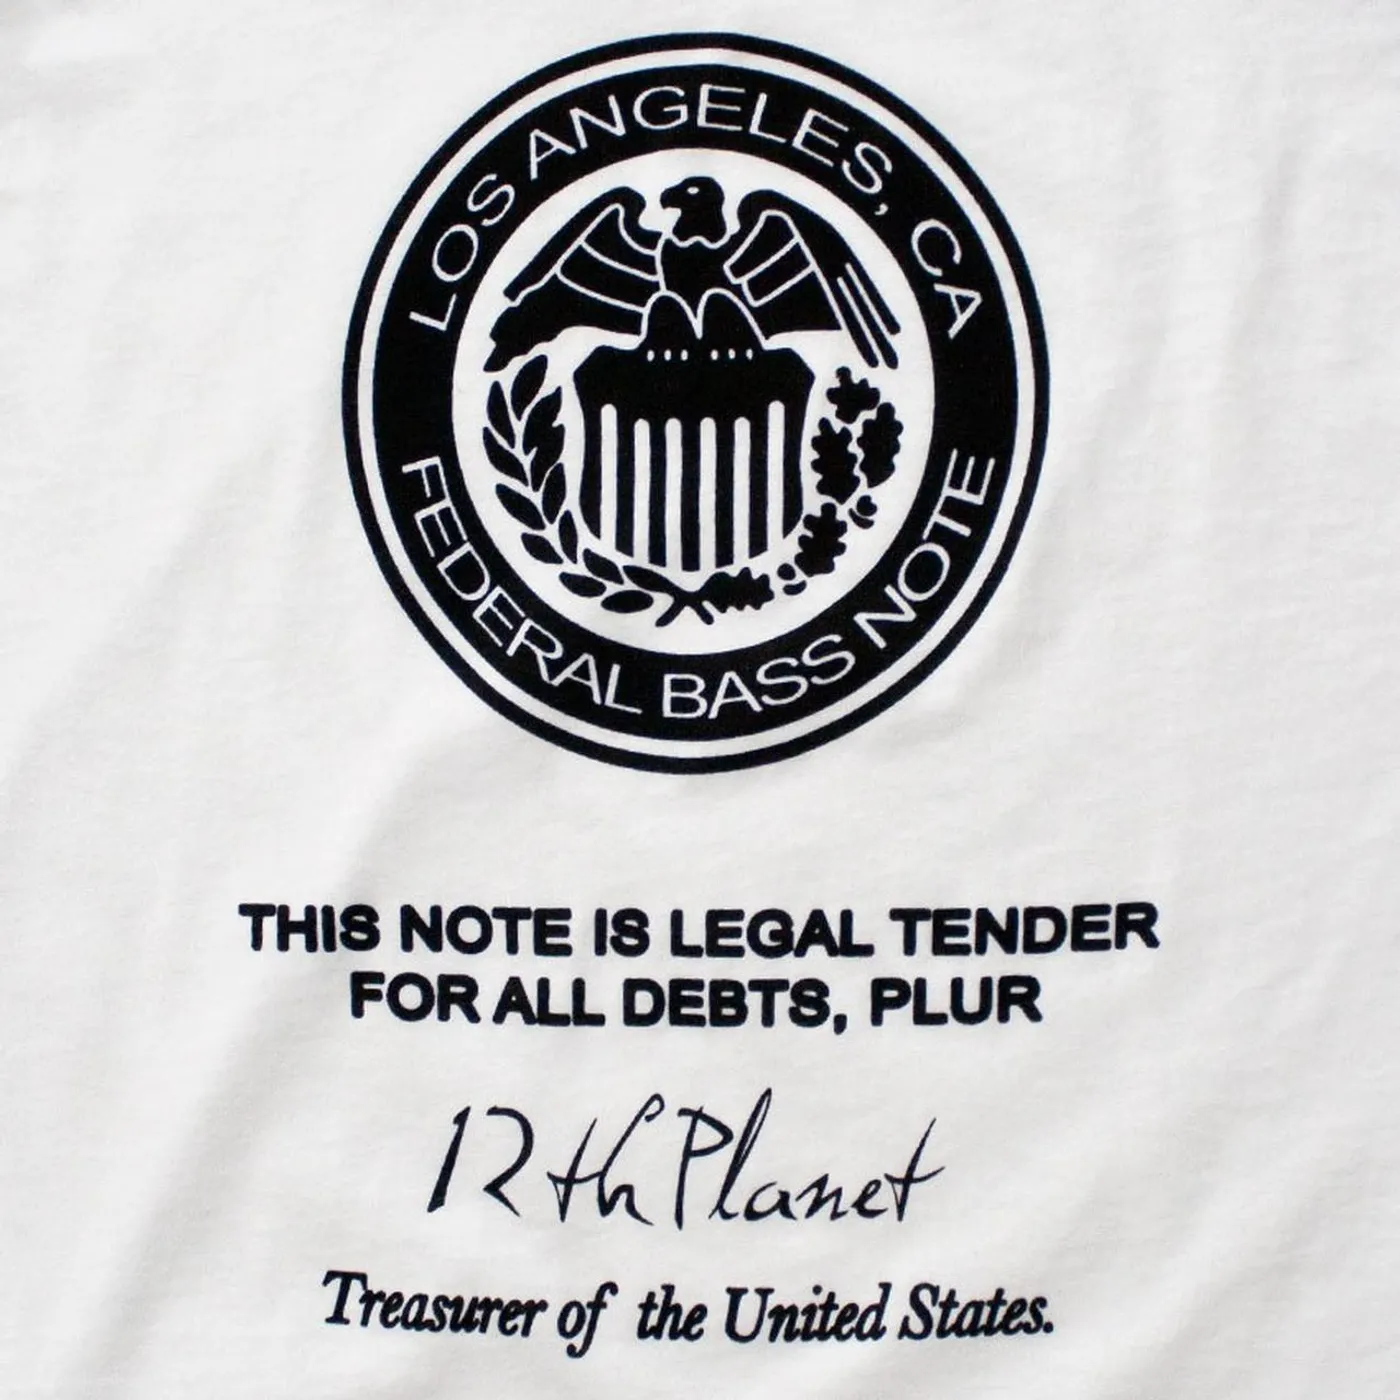 LOS ANGELES, CA
FEDERAL BASS NOTE
THIS NOTE IS LEGAL TENDER
FOR ALL DEBTS, PLUR
12th Planet
Treasurer of the United States.